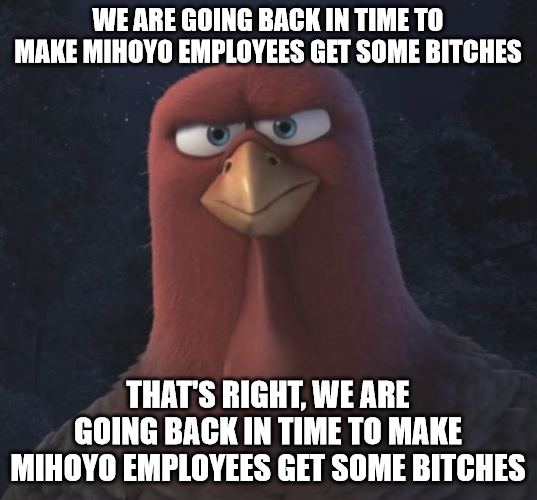 WE ARE GOING BACK IN TIME TO
MAKE MIHOYO EMPLOYEES GET SOME BITCHES
THAT'S RIGHT, WE ARE
GOING BACK IN TIME TO MAKE
MIHOYO EMPLOYEES GET SOME BITCHES